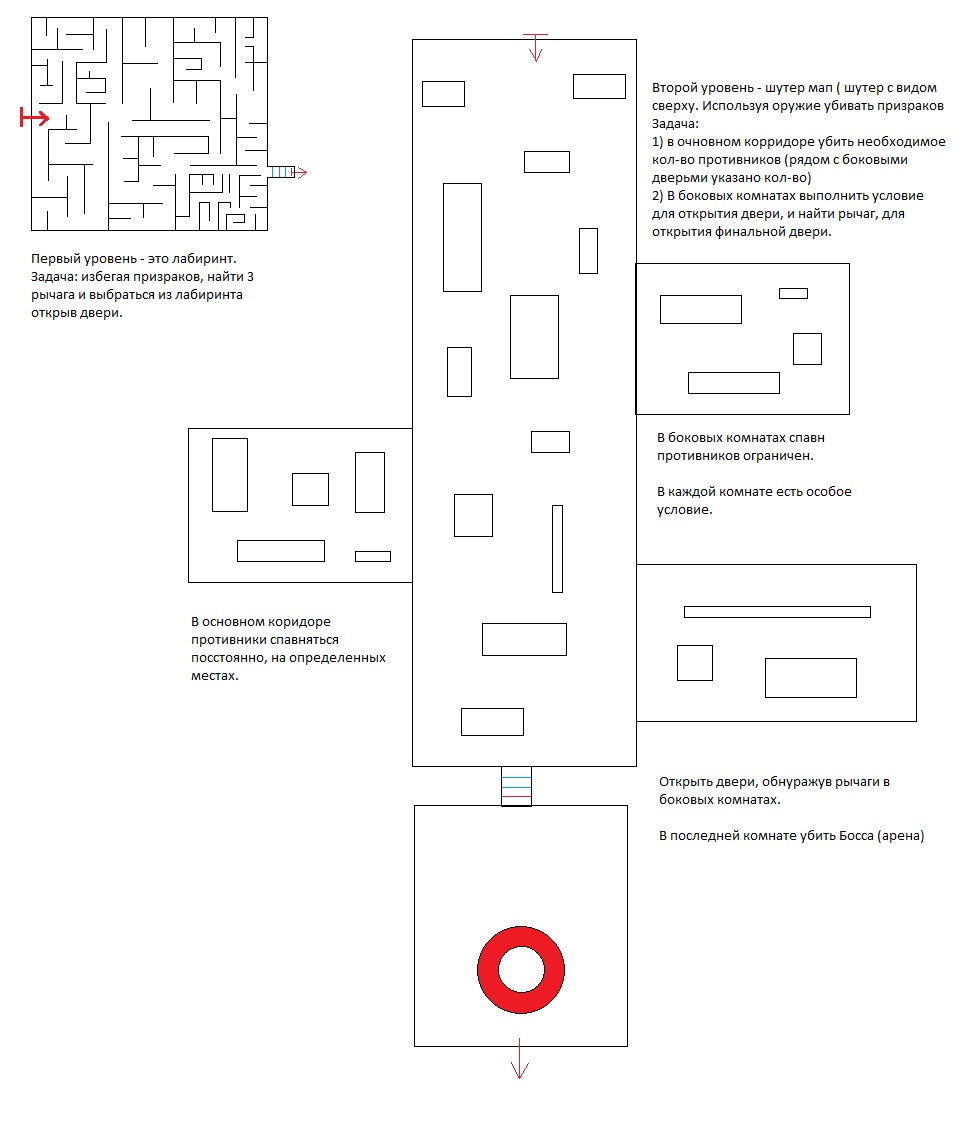 Второй уровень - шутер мап ( шутер с видом
сверху. Используя оружие убивать призраков
Задача:
1) в очновном корридоре убить необходимое
кол-во противников (рядом с боковыми
дверьми указано кол-во)
2) В боковых комнатах выполнить условие
для открытия двери, и найти рычаг, для
открытия финальной двери.
Первый уровень - это лабиринт.
Задача: избегая призраков, найти 3
рычага и выбраться из лабиринта
открыв двери.
В боковых комнатах спавн
противников ограничен.
В каждой комнате есть особое
условие.
В основном коридоре
противники спавняться
посстоянно, на определенных
местах.
Открыть двери, обнуражув рычаги в
боковых комнатах.
В последней комнате убить Босса (арена)